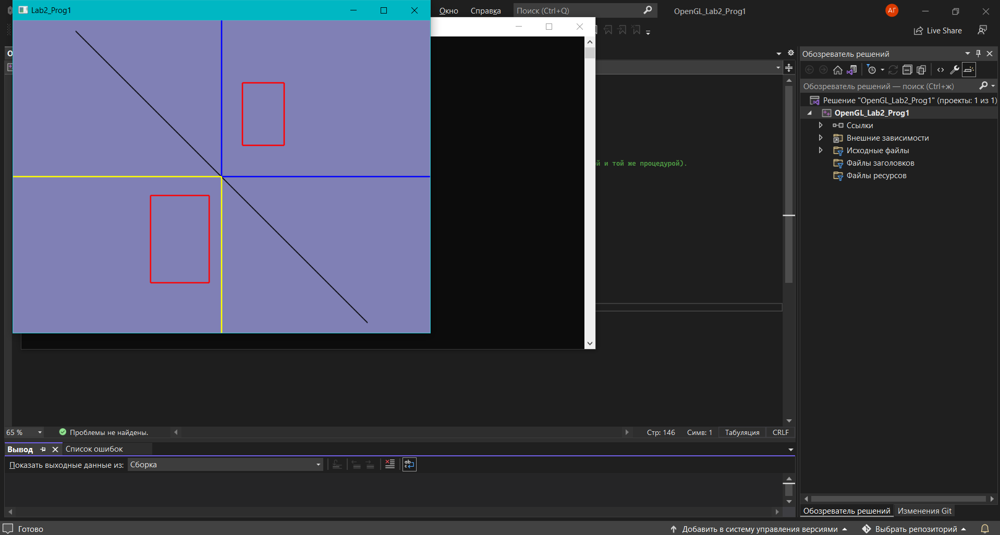 Lab2_Prog1
Окно
Справка
Поиск (Ctrl+Q)
OpenGL_Lab2_Prog1
АГ
Live Share
Обозреватель решений
Обозреватель решений — поиск (Ctrl+ж)
Решение "OpenGL_Lab2_Prog1" (проекты: 1 из 1)
OpenGL_Lab2_Prog1
Ссылки
Внешние зависимости
Исходные файлы
Файлы заголовков
Файлы ресурсов
й и той же процедурой).
65 %
Проблемы не найдены.
Стр: 146
Симв: 1
Табуляция
CRLF
Вывод
Список ошибок
Показать выходные данные из:
Сборка
Обозреватель решений
Изменения Git
Готово
Добавить в систему управления версиями
Выбрать репозиторий